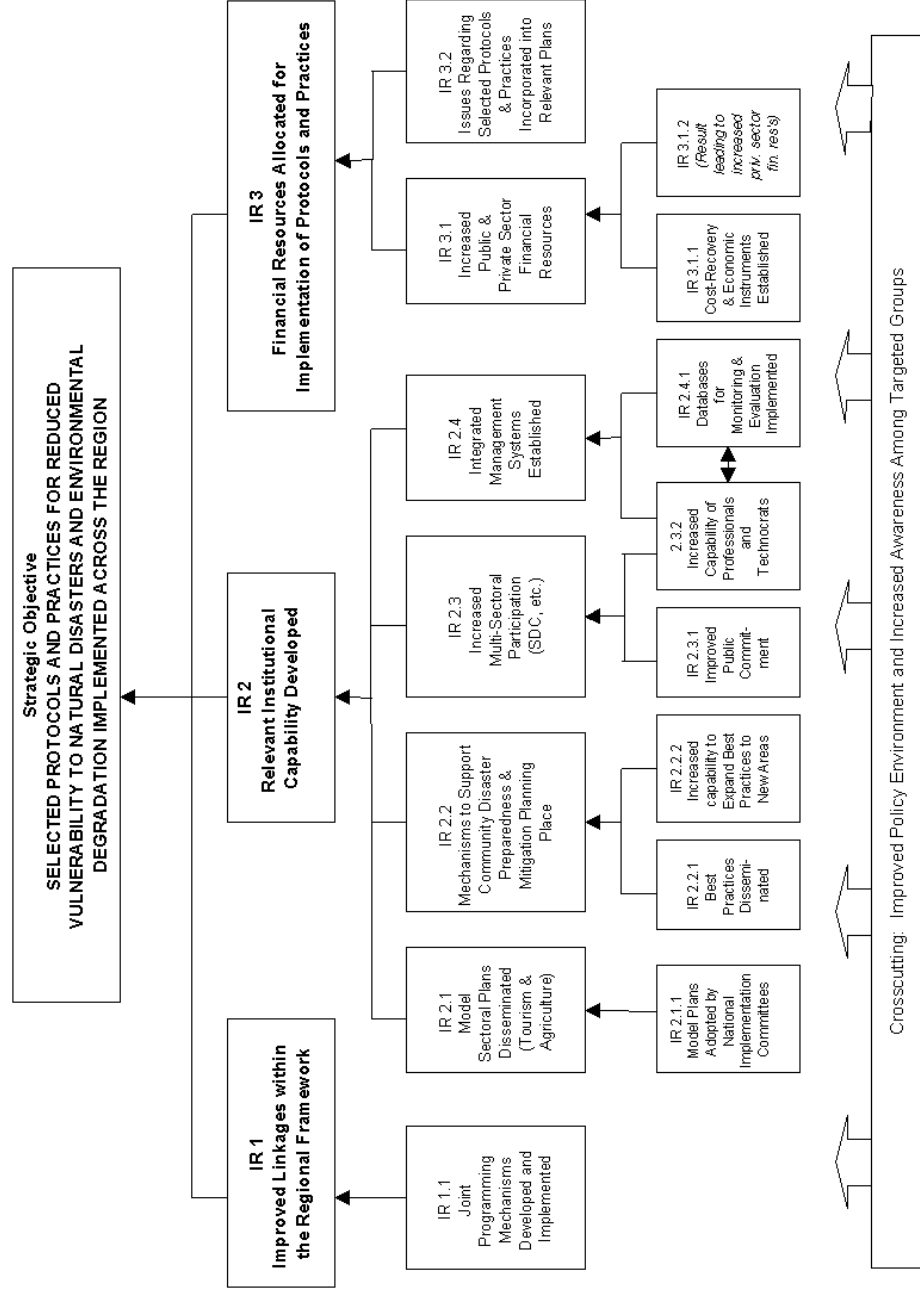 Strategic Objective
SELECTED PROTOCOLS AND PRACTICES FOR REDUCED
VULNERABILITY TO NATURAL DISASTERS AND ENVIRONMENTAL
DEGRADATION IMPLEMENTED ACROSS THE REGION
IR 1
Improved Linkages within
the Regional Framework
IR 2
Relevant Institutional
Capability Developed
IR 3
Financial Resources Allocated for
Implementation of Protocols and Practices
IR 1.1
Joint
Programming
Mechanisms
Developed and
Implemented
IR 2.1
Model
Sectoral Plans
Disseminated
(Tourism &
Agriculture)
IR 2.2
Mechanisms to Support
Community Disaster
Preparedness &
Mitigation Planning
Place
IR 2.3
Increased
Multi-Sectoral
Participation
(SDC, etc.)
IR 2.4
Integrated
Management
Systems
Established
IR 3.1
Increased
Public &
Private Sector
Financial
Resources
IR 3.2
Issues Regarding
Selected Protocols
& Practices
Incorporated into
Relevant Plans
IR 2.1.1
Model Plans
Adopted by
National
Implementation
Committees
IR 2.2.1
Best
Practices
Dissemi-
nated
IR 2.2.2
Increased
capability to
Expand Best
Practices to
New Areas
IR 2.3.1
Improved
Public
Commit-
ment
2.3.2
Increased
Capability of
Professionals
and
Technocrats
IR 2.4.1
Databases
for
Monitoring &
Evaluation
Implemented
IR 3.1.1
Cost-Recovery
& Economic
Instruments
Established
IR 3.1.2
(Result
leading to
increased
priv. sector
fin. res's)
Crosscutting: Improved Policy Environment and Increased Awareness Among Targeted Groups